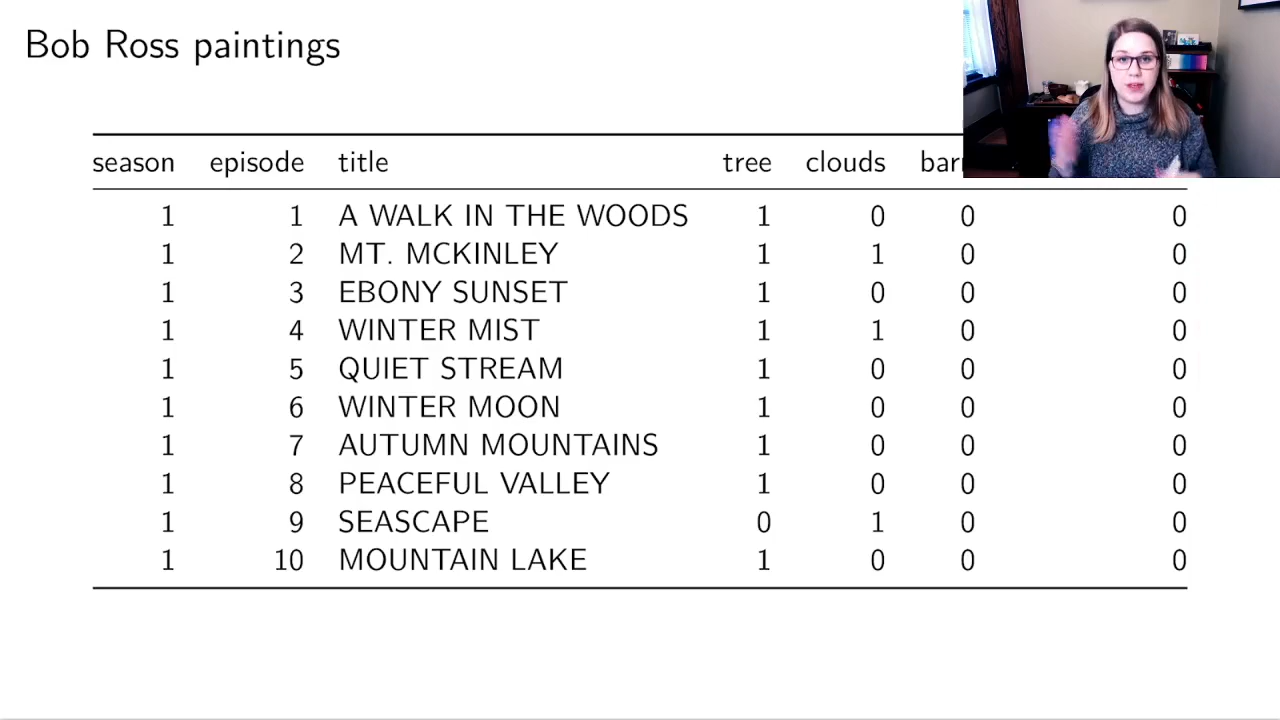 Bob Ross paintings
season episode title tree clouds
1 1 A WALK IN THE WOODS 1 0 0 0
1 2 MT. MCKINLEY 1 1 0 0
1 3 EBONY SUNSET 1 0 0 0
1 4 WINTER MIST 1 1 0 0
1 5 QUIET STREAM 1 0 0 0
1 6 WINTER MOON 1 0 0 0
1 7 AUTUMN MOUNTAINS 1 0 0 0
1 8 PEACEFUL VALLEY 1 0 0 0
1 9 SEASCAPE 0 1 0 0
1 10 MOUNTAIN LAKE 1 0 0 0